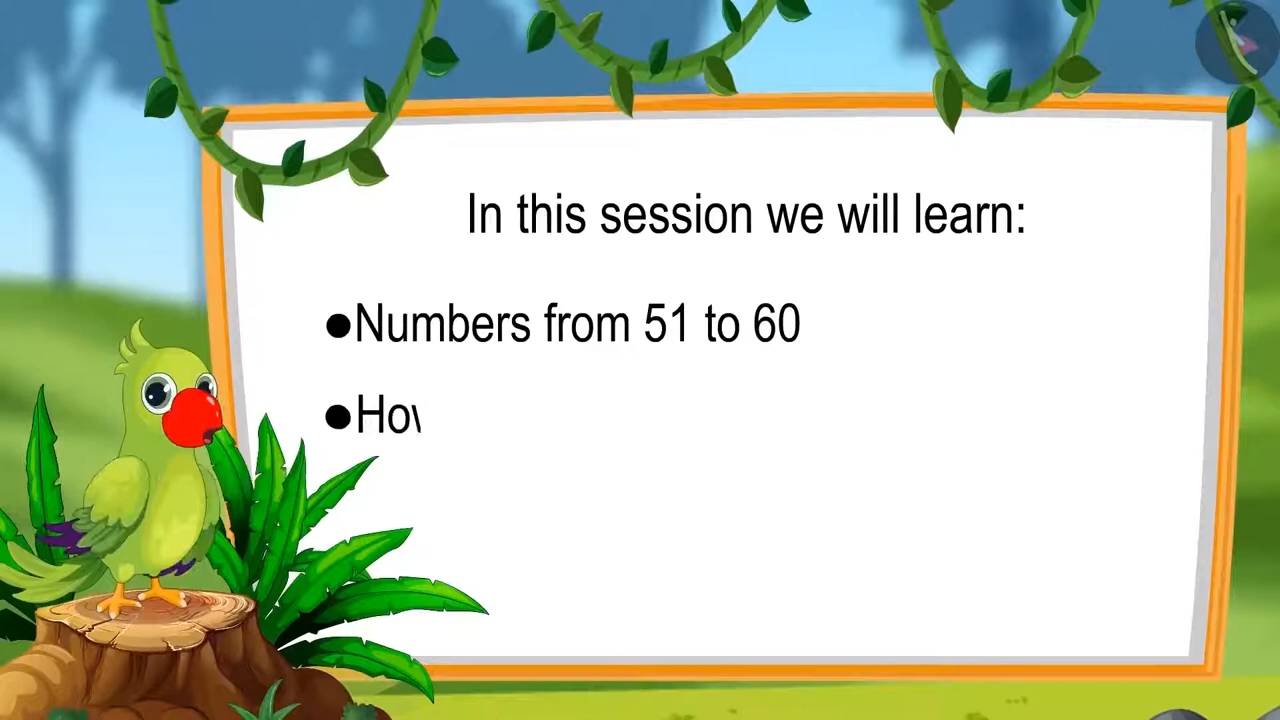 In this session we will learn:
●Numbers from 51 to 60